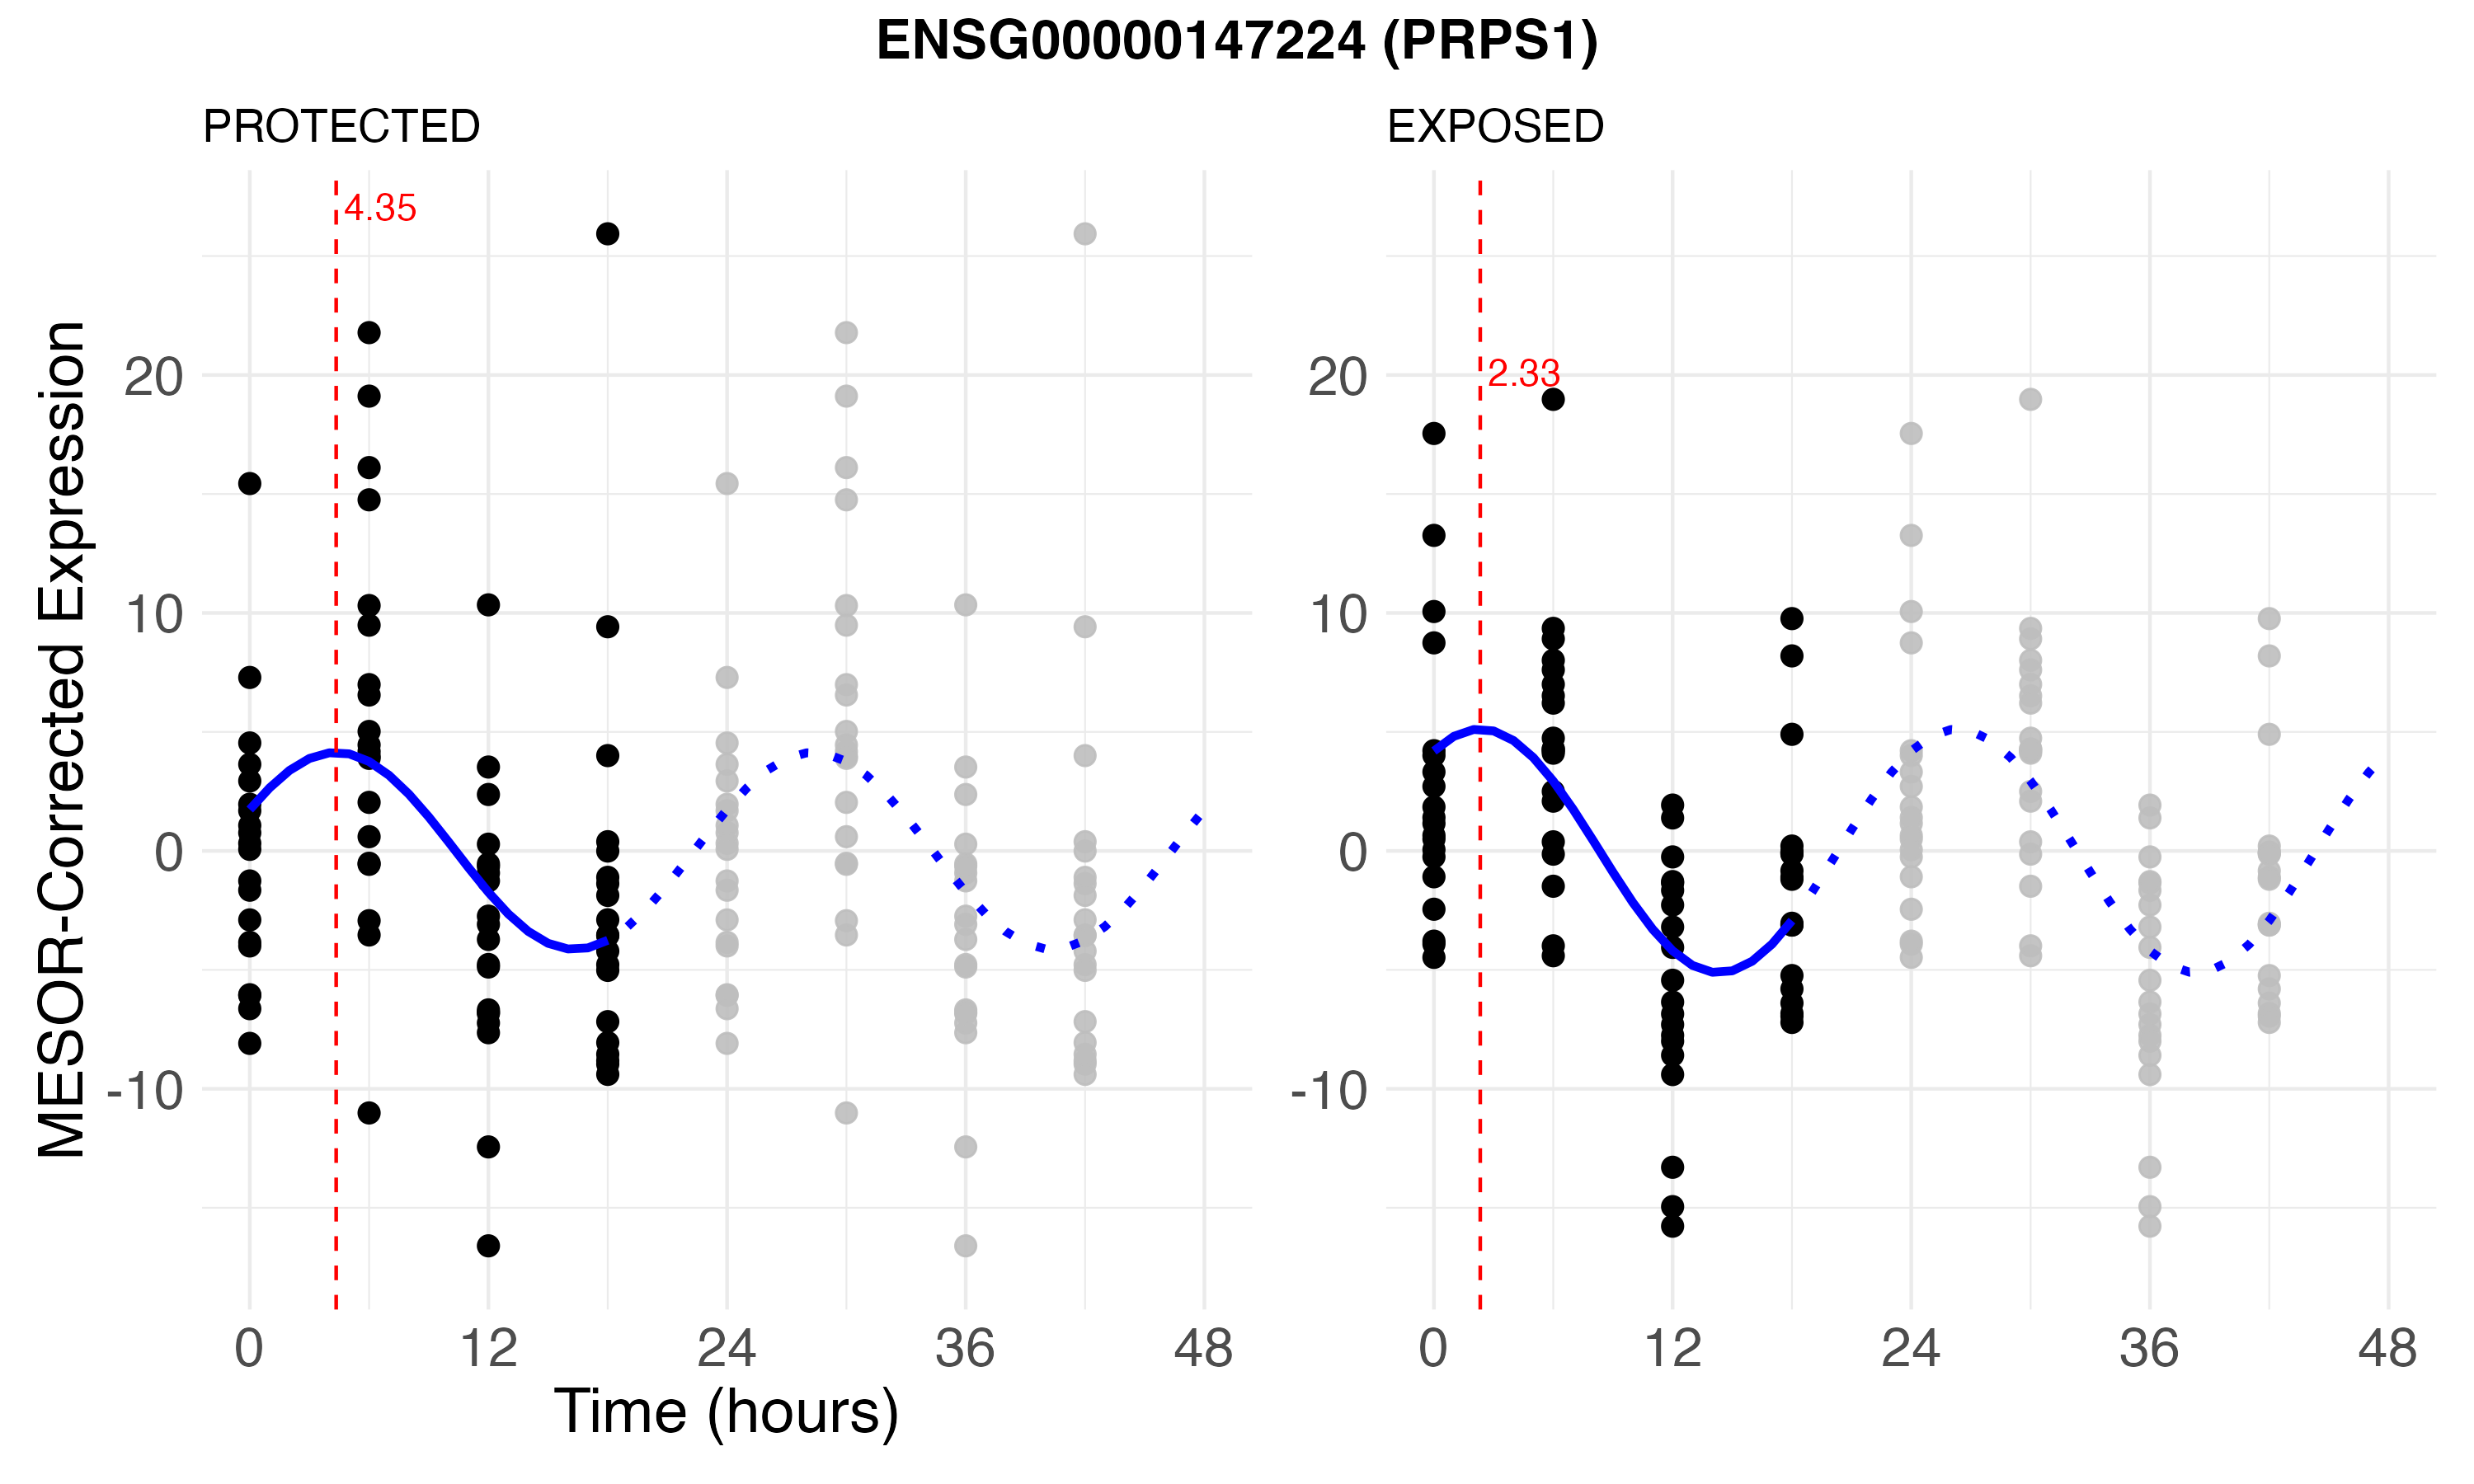 ENSG00000147224 (PRPS1)
PROTECTED
EXPOSED
4.35
2.33
MESOR-Corrected Expression
20
10
0
-10
20
10
0
-10
0 12 24 36 48
0 12 24 36 48
Time (hours)